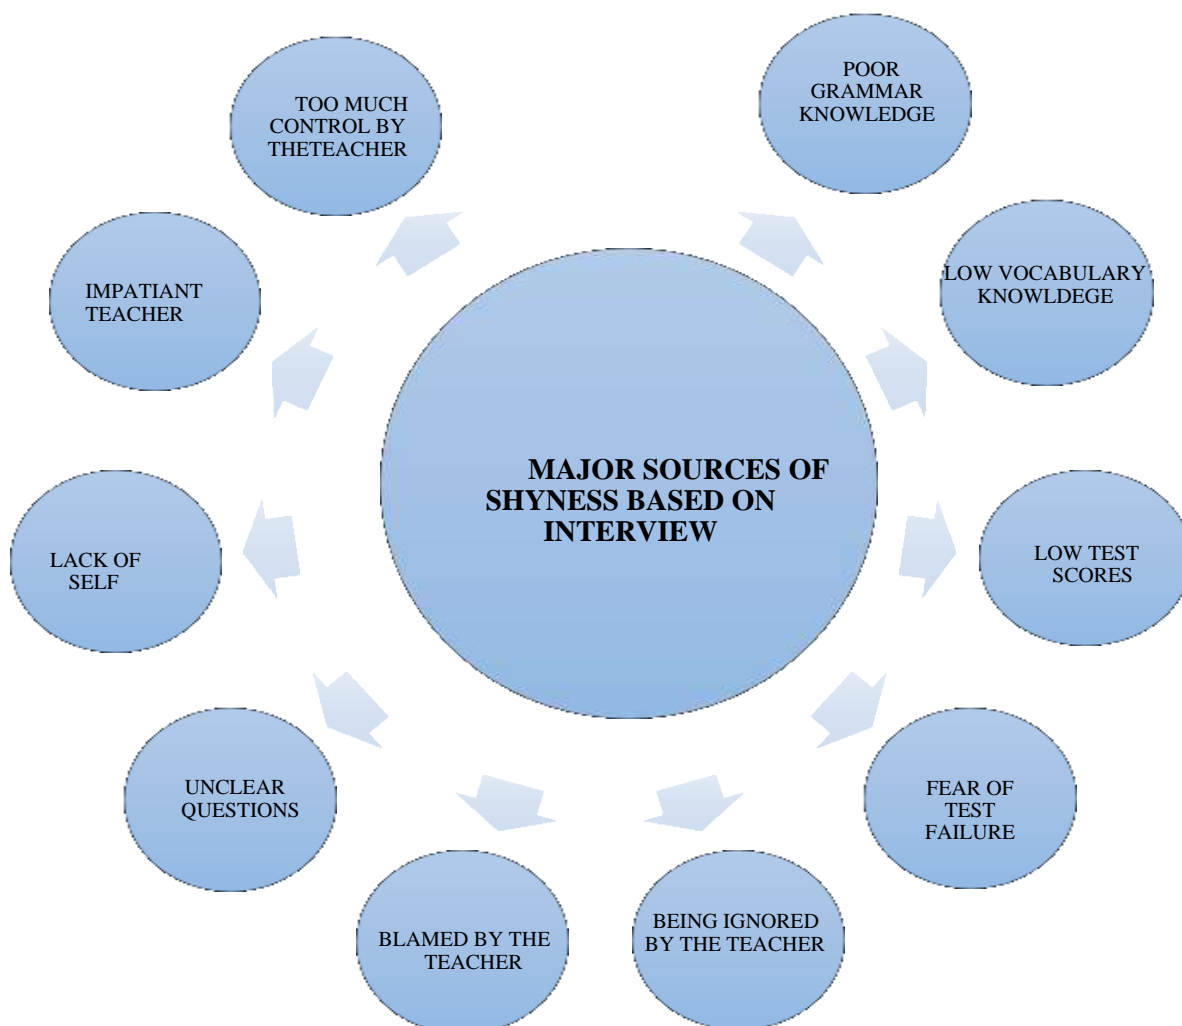 TOO MUCH
CONTROL BY
THETEACHER
POOR
GRAMMAR
KNOWLEDGE
IMPATIANT
TEACHER
LOW VOCABULARY
KNOWLDEGE
MAJOR SOURCES OF
SHYNESS BASED ON
INTERVIEW
LACK OF
SELF
LOW TEST
SCORES
UNCLEAR
QUESTIONS
FEAR OF
TEST
FAILURE
BLAMED BY THE
TEACHER
BEING IGNORED
BY THE TEACHER